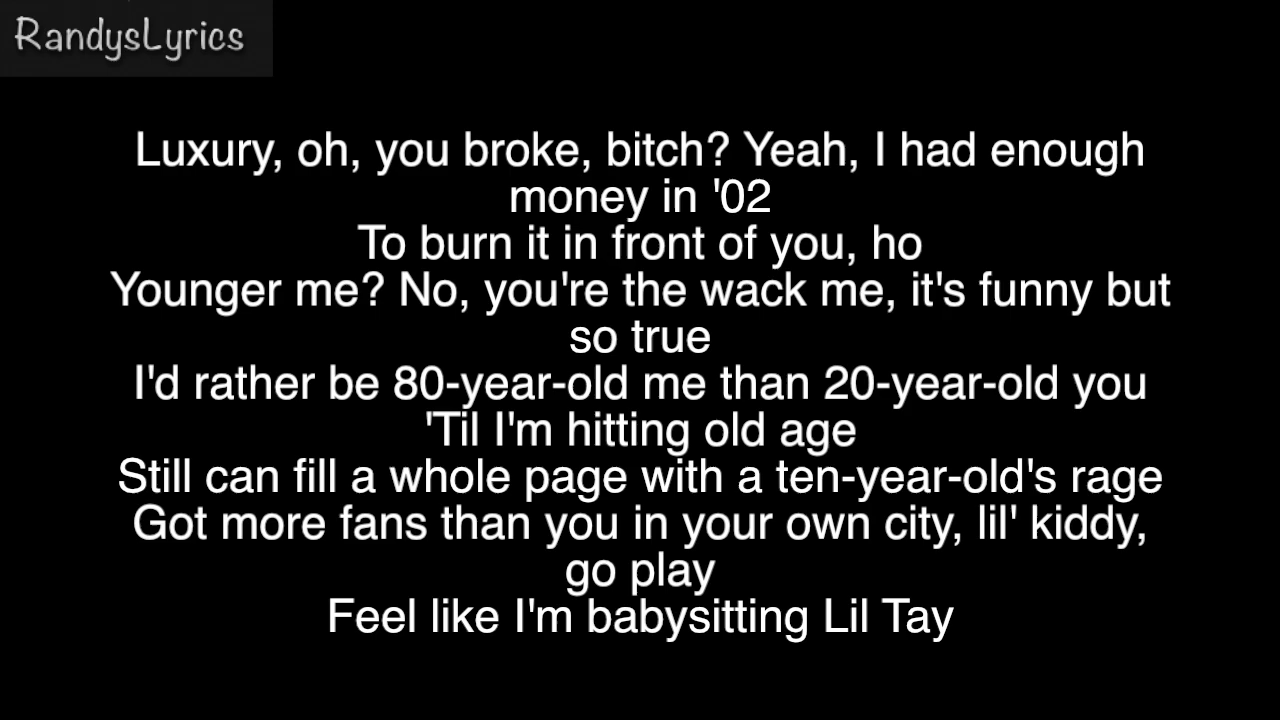 RandysLyrics
Luxury, oh, you broke, bitch? Yeah, I had enough
money in '02
To burn it in front of you, ho
Younger me? No, you're the wack me, it's funny but
so true
I'd rather be 80-year-old me than 20-year-old you
'Til I'm hitting old age
Still can fill a whole page with a ten-year-old's rage
Got more fans than you in your own city, lil' kiddy,
go play
Feel like I'm babysitting Lil Tay